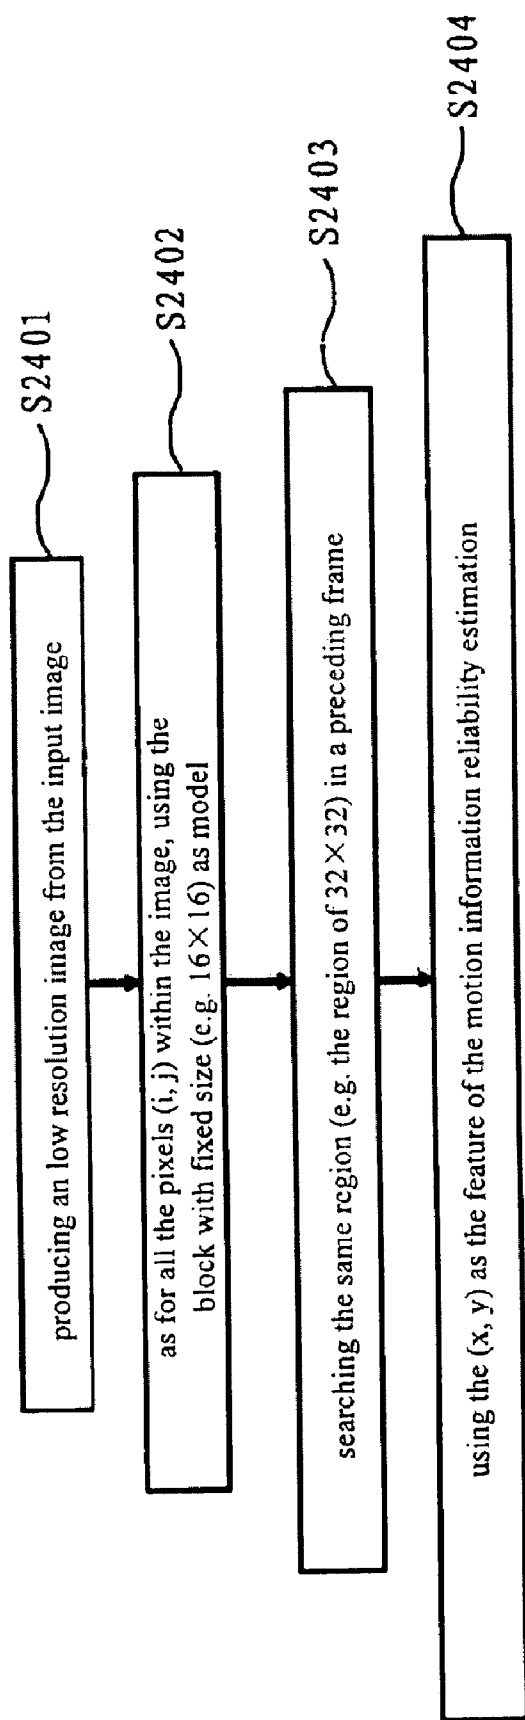 producing an low resolution image from the input image
S2401
as for all the pixels (i, j) within the image, using the
block with fixed size (e.g. 16×16) as model
S2402
searching the same region (e.g. the region of 32×32) in a preceding frame
S2403
using the (x, y) as the feature of the motion information reliability estimation
S2404